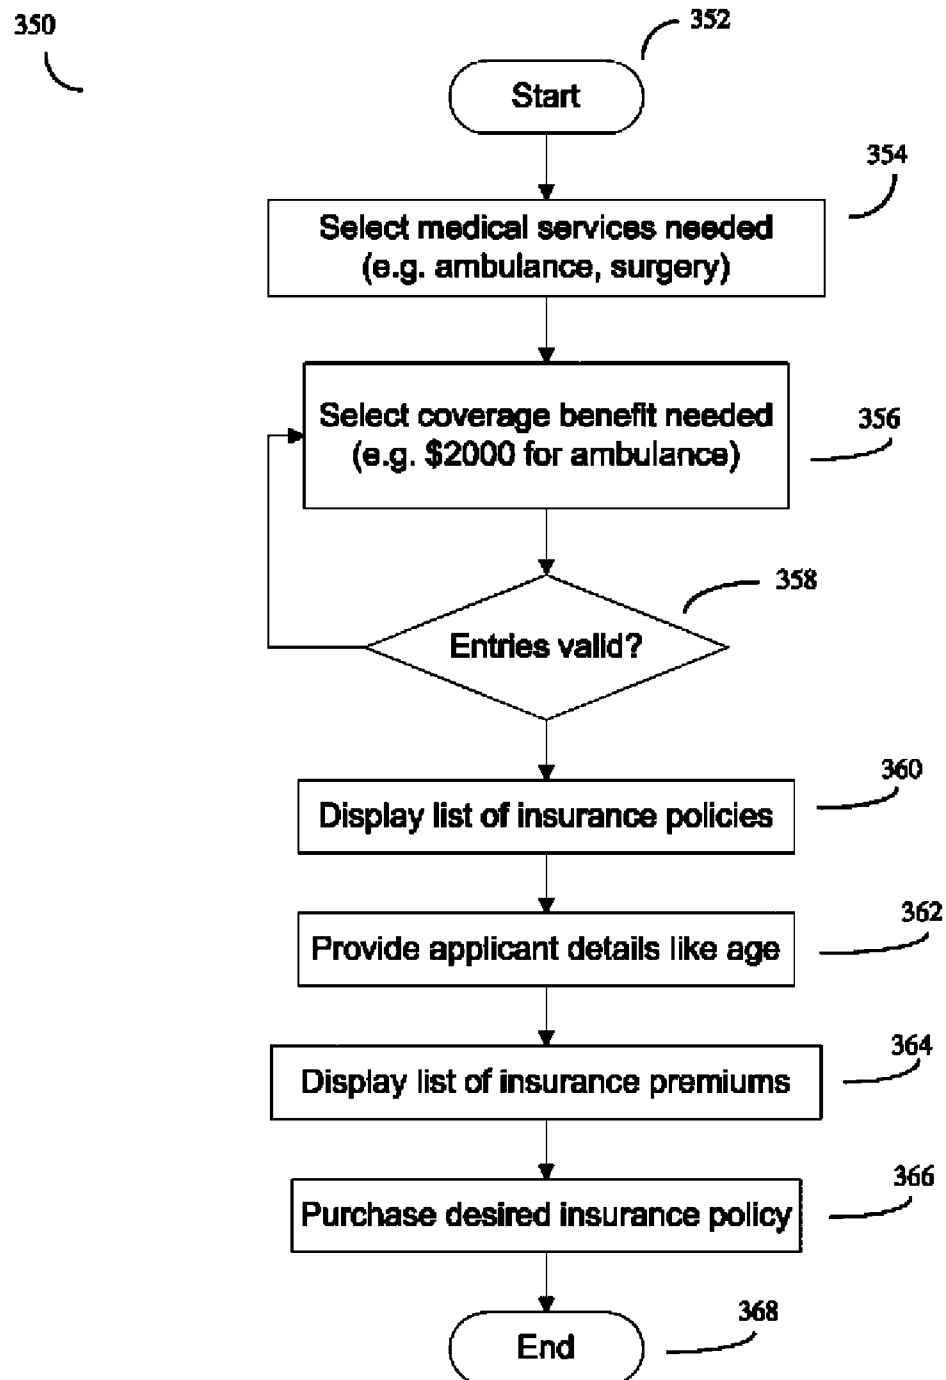 350
352
Start
354
Select medical services needed
(e.g. ambulance, surgery)
Select coverage benefit needed
(e.g. $2000 for ambulance)
356
358
Entries valid?
360
Display list of insurance policies
362
Provide applicant details like age
364
Display list of insurance premiums
366
Purchase desired insurance policy
368
End